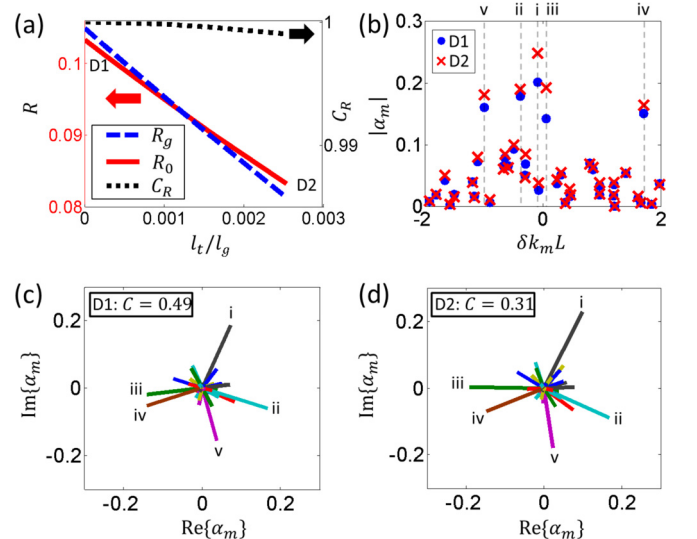 (a)
0.1
0.09
0.08
R
D1
D2
R_g
R_0
C_R
1
0.99
C_R
0
0.001
0.002
0.003
l_t/l_g
(b)
v ii i iii iv
D1
D2
0.3
0.2
0.1
0.0
|α_m|
-2 -1 0 1 2
δk_mL
(c)
D1: C = 0.49
0.2
0
-0.2
Im{α_m}
i
iii
iv
ii
v
-0.2 0 0.2
Re{α_m}
(d)
D2: C = 0.31
0.2
0
-0.2
Im{α_m}
i
iii
iv
ii
v
-0.2 0 0.2
Re{α_m}